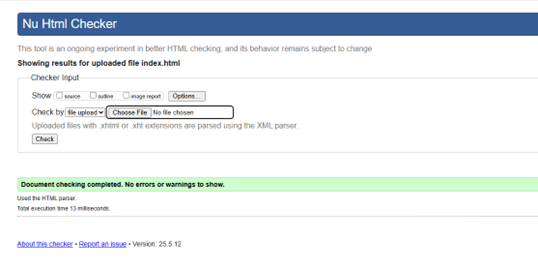 Nu Html Checker
This tool is an ongoing experiment in better HTML checking, and its behavior remains subject to change
Showing results for uploaded file index.html
Checker Input
Show source outline image report Options...
Check by file upload Choose File No file chosen
Uploaded files with .xhtml or .xht extensions are parsed using the XML parser.
Check
Document checking completed. No errors or warnings to show.
Used the HTML parser.
Total execution time 13 milliseconds.
About this checker • Report an issue • Version: 25.5.12